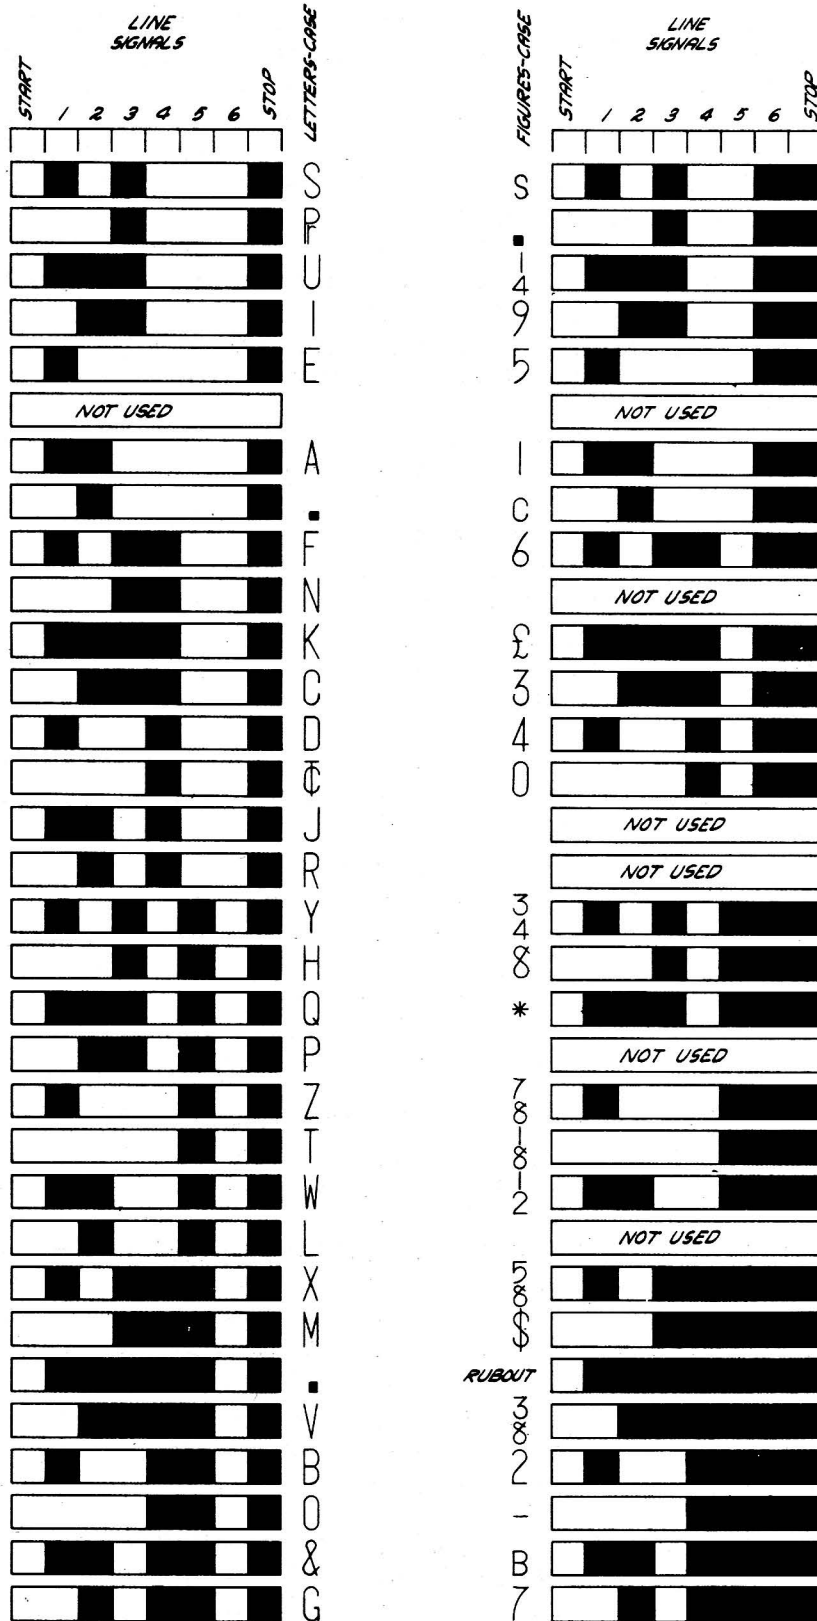 LINE
SIGNALS
START 1 2 3 4 5 6 STOP LETTERS-CASE
S
U
I
E
NOT USED
A
.
F
N
K
C
D
J
R
Y
H
Q
P
Z
T
W
L
X
M
.
V
B
O
&
G
FIGURES-CASE
LINE
SIGNALS
START 1 2 3 4 5 6 STOP
S
.
1/4
9
5
NOT USED
1
C
6
NOT USED
£
3
4
0
NOT USED
NOT USED
3/4
8
*
NOT USED
7/8
1/8
1/2
NOT USED
5/8
$
RUBOUT
3/8
2
-
B
7